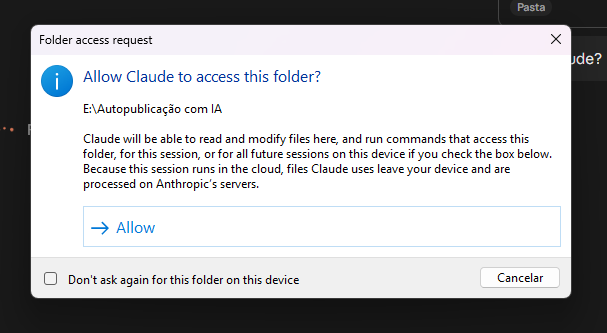 Pasta
Folder access request
ude?
Allow Claude to access this folder?
E:\Autopublicação com IA
Claude will be able to read and modify files here, and run commands that access this
folder, for this session, or for all future sessions on this device if you check the box below.
Because this session runs in the cloud, files Claude uses leave your device and are
processed on Anthropic's servers.
Allow
Don't ask again for this folder on this device
Cancelar